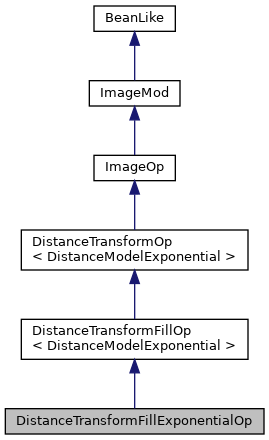 BeanLike
ImageMod
ImageOp
DistanceTransformOp
< DistanceModelExponential >
DistanceTransformFillOp
< DistanceModelExponential >
DistanceTransformFillExponentialOp